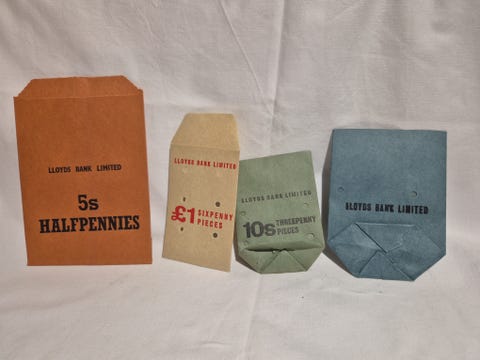 LLOYDS BANK LIMITED
5s
HALFPENNIES
LLOYDS BANK LIMITED
£1 SIXPENNY
PIECES
LLOYDS BANK LIMITED
10s THREEPENNY
PIECES
LLOYDS BANK LIMITED